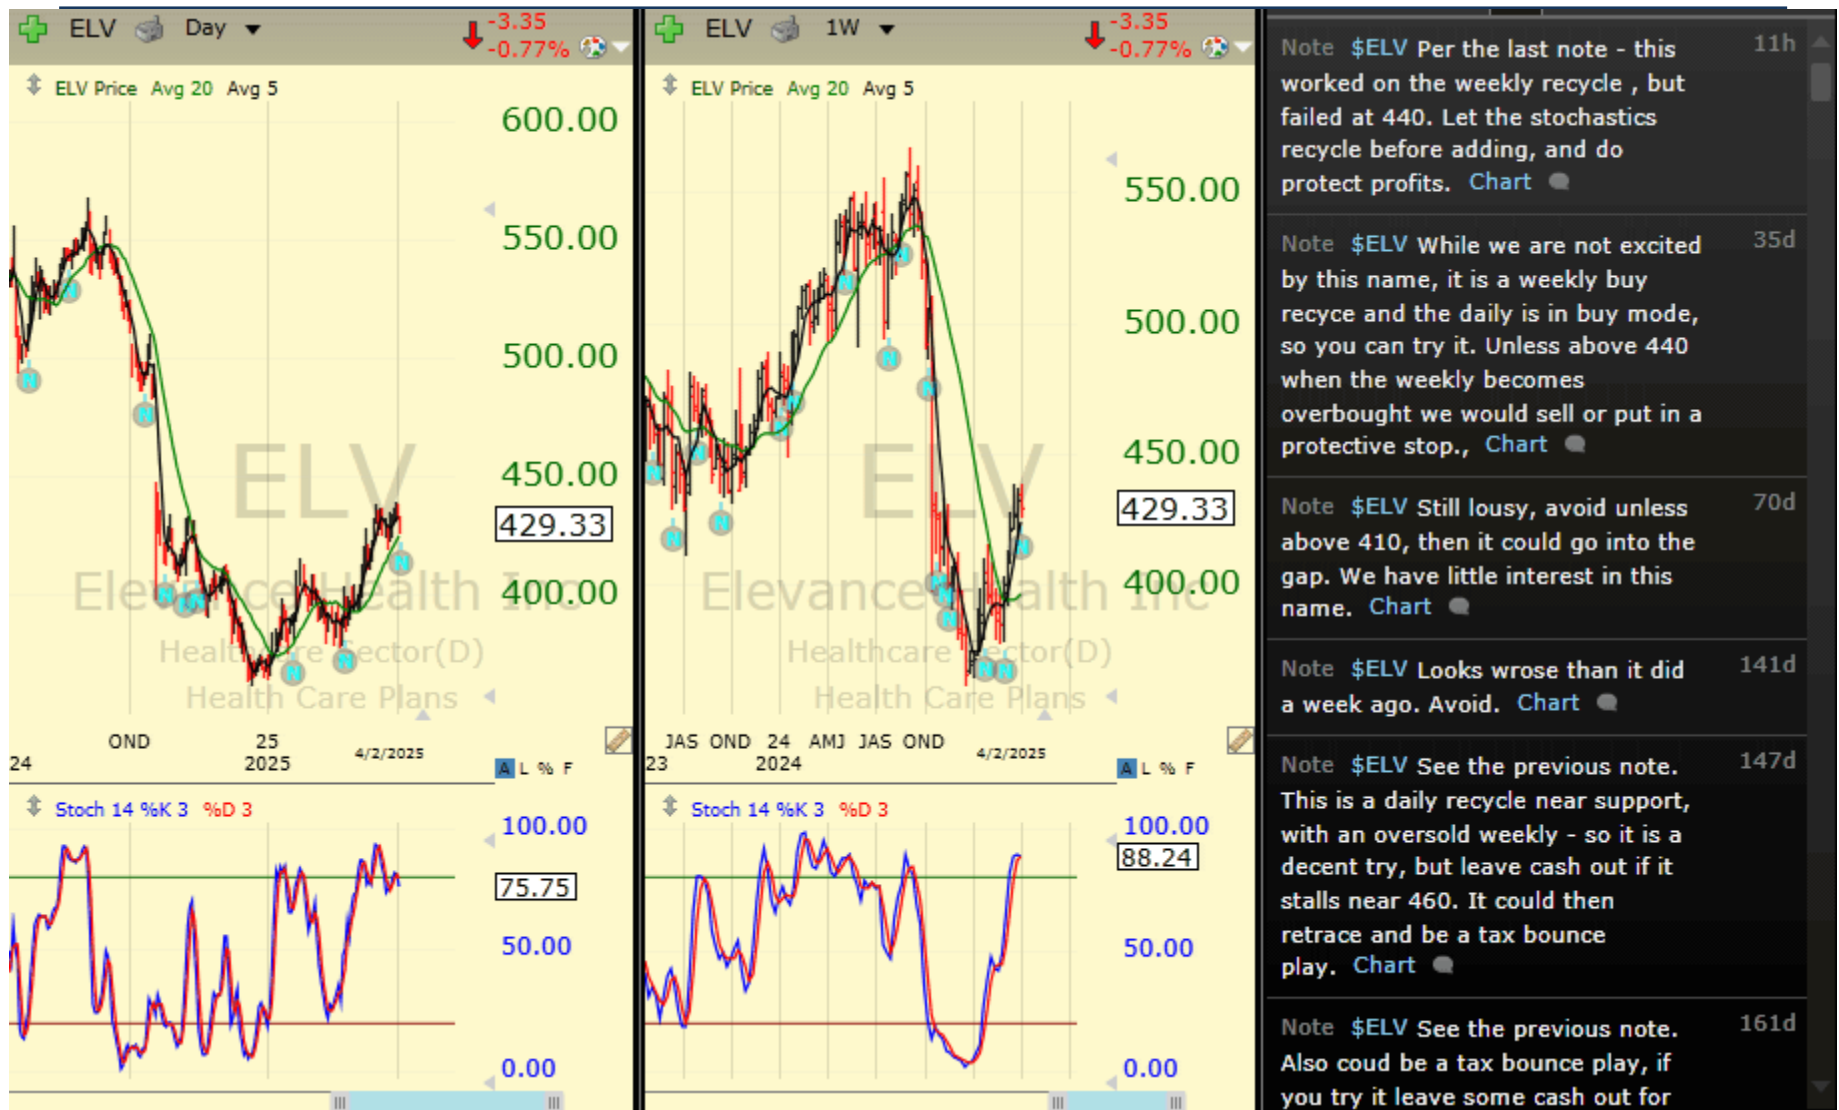 ELV Day
-3.35
-0.77%
ELV Price Avg 20 Avg 5
600.00
550.00
500.00
450.00
429.33
400.00
ELV
Elevance Health Inc
Healthcare Sector(D)
Health Care Plans
N N N N N N N N N
OND 25
24 2025 4/2/2025
A L % F
Stoch 14 %K 3 %D 3
100.00
75.75
50.00
0.00
ELV 1W
-3.35
-0.77%
ELV Price Avg 20 Avg 5
550.00
500.00
450.00
429.33
400.00
ELV
Elevance Health Inc
Healthcare Sector(D)
Health Care Plans
N N N N N N N N N N N N N N N N
JAS OND 24 AMJ JAS OND
23 2024 4/2/2025
A L % F
Stoch 14 %K 3 %D 3
100.00
88.24
50.00
0.00
Note $ELV Per the last note - this 11h
worked on the weekly recycle , but
failed at 440. Let the stochastics
recycle before adding, and do
protect profits. Chart
Note $ELV While we are not excited 35d
by this name, it is a weekly buy
recyce and the daily is in buy mode,
so you can try it. Unless above 440
when the weekly becomes
overbought we would sell or put in a
protective stop., Chart
Note $ELV Still lousy, avoid unless 70d
above 410, then it could go into the
gap. We have little interest in this
name. Chart
Note $ELV Looks wrose than it did 141d
a week ago. Avoid. Chart
Note $ELV See the previous note. 147d
This is a daily recycle near support,
with an oversold weekly - so it is a
decent try, but leave cash out if it
stalls near 460. It could then
retrace and be a tax bounce
play. Chart
Note $ELV See the previous note. 161d
Also coud be a tax bounce play, if
you try it leave some cash out for